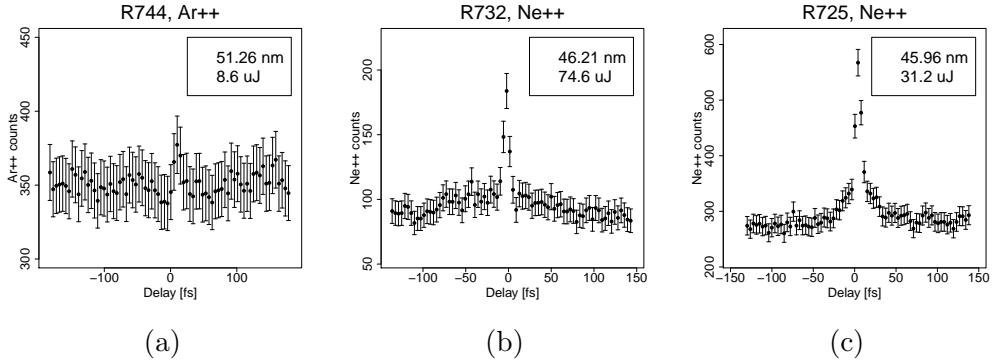 R744, Ar++
450
400
350
300
Ar++ counts
51.26 nm
8.6 uJ
−100 0 100
Delay [fs]
(a)
R732, Ne++
200
150
100
50
Ne++ counts
46.21 nm
74.6 uJ
−100 −50 0 50 100 150
Delay [fs]
(b)
R725, Ne++
600
500
400
300
200
Ne++ counts
45.96 nm
31.2 uJ
−150 −100 −50 0 50 100 150
Delay [fs]
(c)